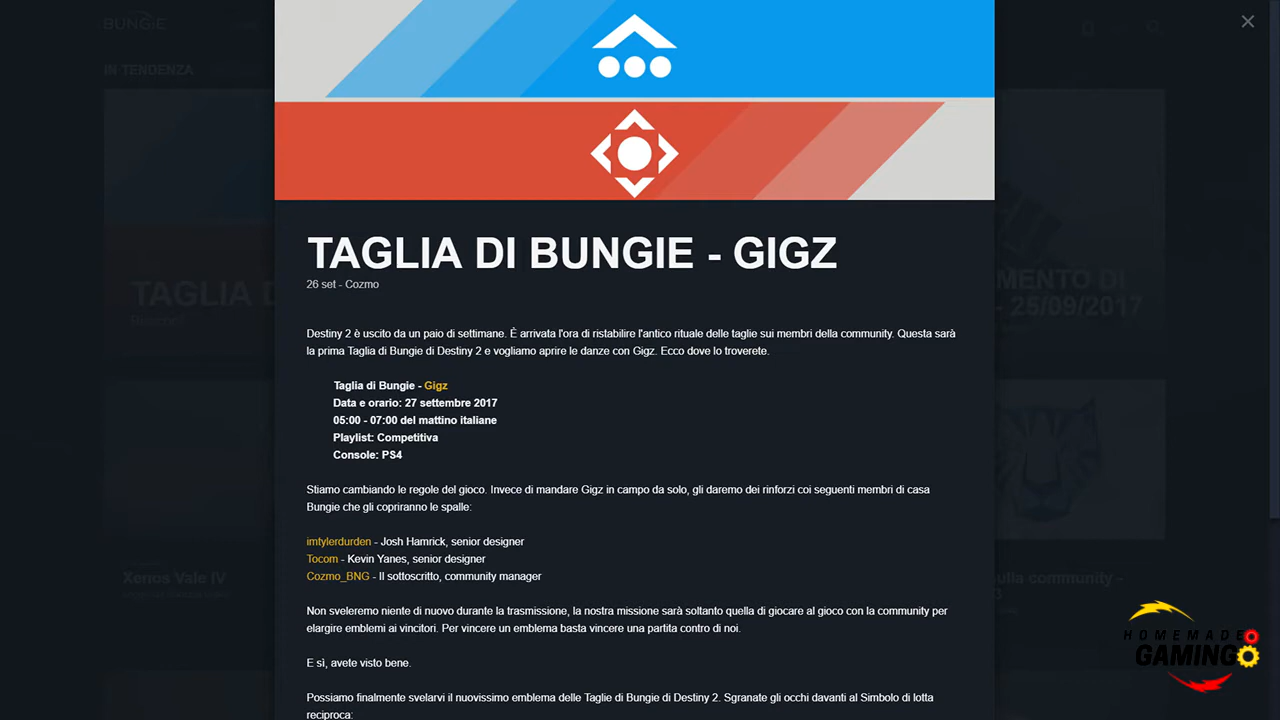 BUNGIE
IN TENDENZA
TAGLIA DI BUNGIE - GIGZ
26 set - Cozmo
Destiny 2 è uscito da un paio di settimane. È arrivata l'ora di ristabilire l'antico rituale delle taglie sui membri della community. Questa sarà
la prima Taglia di Bungie di Destiny 2 e vogliamo aprire le danze con Gigz. Ecco dove lo troverete.
Taglia di Bungie - Gigz
Data e orario: 27 settembre 2017
05:00 - 07:00 del mattino italiane
Playlist: Competitiva
Console: PS4
Stiamo cambiando le regole del gioco. Invece di mandare Gigz in campo da solo, gli daremo dei rinforzi coi seguenti membri di casa
Bungie che gli copriranno le spalle:
imtylerdurden - Josh Hamrick, senior designer
Tocom - Kevin Yanes, senior designer
Cozmo_BNG - Il sottoscritto, community manager
Non sveleremo niente di nuovo durante la trasmissione, la nostra missione sarà soltanto quella di giocare al gioco con la community per
elargire emblemi ai vincitori. Per vincere un emblema basta vincere una partita contro di noi.
E sì, avete visto bene.
Possiamo finalmente svelarvi il nuovissimo emblema delle Taglie di Bungie di Destiny 2. Sgranate gli occhi davanti al Simbolo di lotta
reciproca:
TAGLIA D
MENTO DI
- 25/09/2017
Xenos Vale IV
sulla community -
HOMEMADE
GAMING